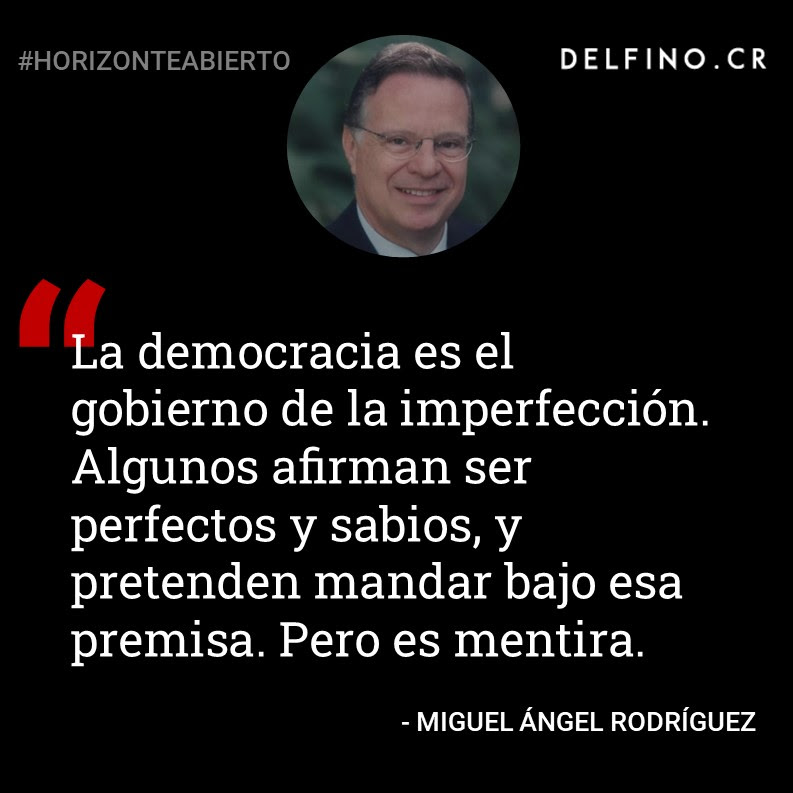 #HORIZONTEABIERTO
DELFINO.CR
“
La democracia es el
gobierno de la imperfección.
Algunos afirman ser
perfectos y sabios, y
pretenden mandar bajo esa
premisa. Pero es mentira.
- MIGUEL ÁNGEL RODRÍGUEZ